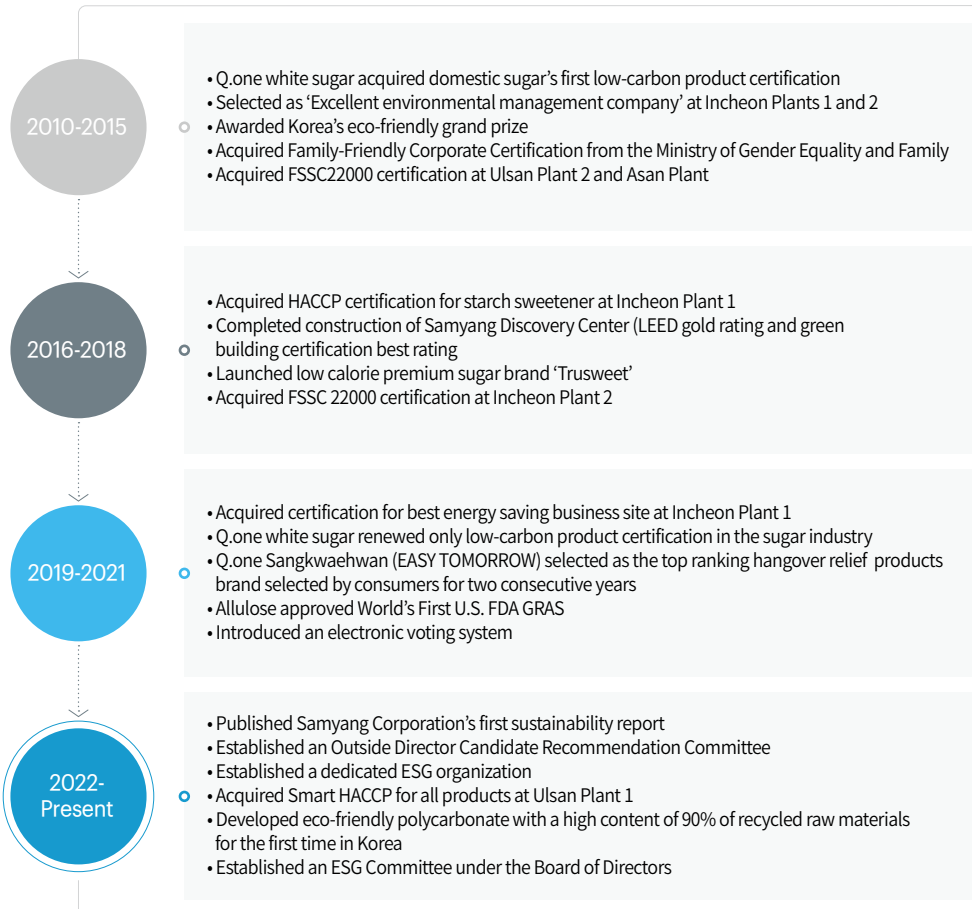 2010-2015
• Q.one white sugar acquired domestic sugar's first low-carbon product certification
• Selected as ‘Excellent environmental management company’ at Incheon Plants 1 and 2
• Awarded Korea’s eco-friendly grand prize
• Acquired Family-Friendly Corporate Certification from the Ministry of Gender Equality and Family
• Acquired FSSC22000 certification at Ulsan Plant 2 and Asan Plant
2016-2018
• Acquired HACCP certification for starch sweetener at Incheon Plant 1
• Completed construction of Samyang Discovery Center (LEED gold rating and green
building certification best rating
• Launched low calorie premium sugar brand ‘Trusweet’
• Acquired FSSC 22000 certification at Incheon Plant 2
2019-2021
• Acquired certification for best energy saving business site at Incheon Plant 1
• Q.one white sugar renewed only low-carbon product certification in the sugar industry
• Q.one Sangkwaehwan (EASY TOMORROW) selected as the top ranking hangover relief products
brand selected by consumers for two consecutive years
• Allulose approved World’s First U.S. FDA GRAS
• Introduced an electronic voting system
2022-
Present
• Published Samyang Corporation’s first sustainability report
• Established an Outside Director Candidate Recommendation Committee
• Established a dedicated ESG organization
• Acquired Smart HACCP for all products at Ulsan Plant 1
• Developed eco-friendly polycarbonate with a high content of 90% of recycled raw materials
for the first time in Korea
• Established an ESG Committee under the Board of Directors